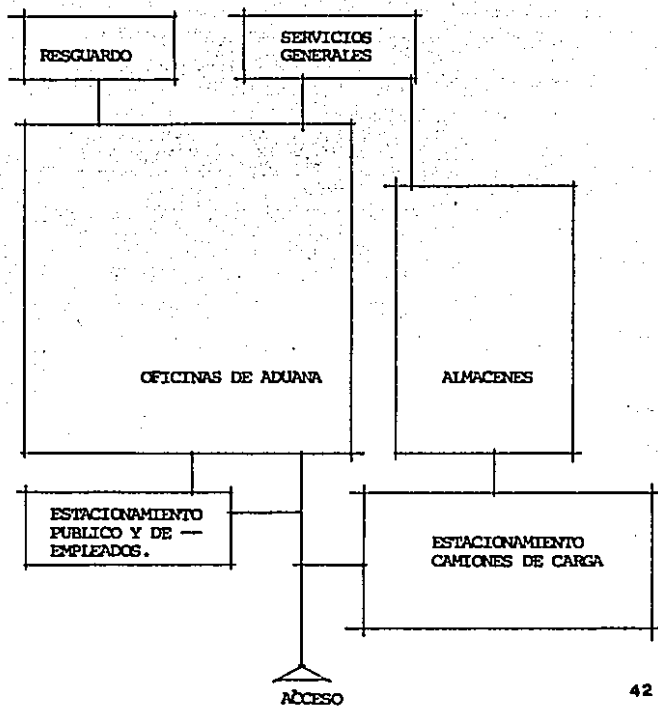 RESGUARDO
SERVICIOS
GENERALES
OFICINAS DE ADUANA
ALMACENES
ESTACIONAMIENTO
PUBLICO Y DE —
EMPLEADOS.
ESTACIONAMIENTO
CAMIONES DE CARGA
ACCESO
42